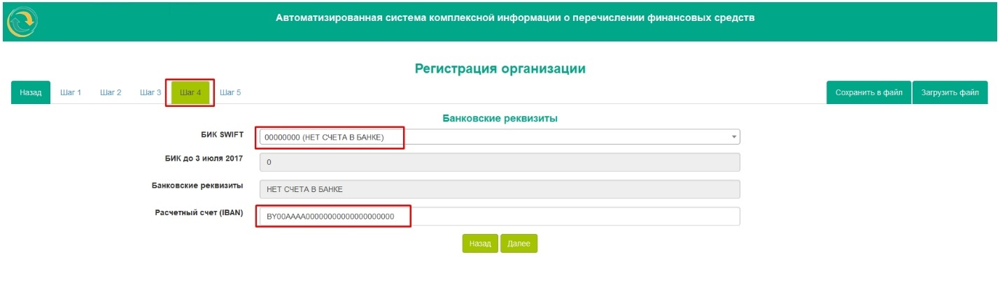 Автоматизированная система комплексной информации о перечислении финансовых средств
Регистрация организации
Назад Шаг 1 Шаг 2 Шаг 3 Шаг 4 Шаг 5 Сохранить в файл Загрузить файл
Банковские реквизиты
БИК SWIFT 00000000 (НЕТ СЧЕТА В БАНКЕ)
БИК до 3 июля 2017 0
Банковские реквизиты НЕТ СЧЕТА В БАНКЕ
Расчетный счет (IBAN) BY00AAAA00000000000000000000
Назад Далее